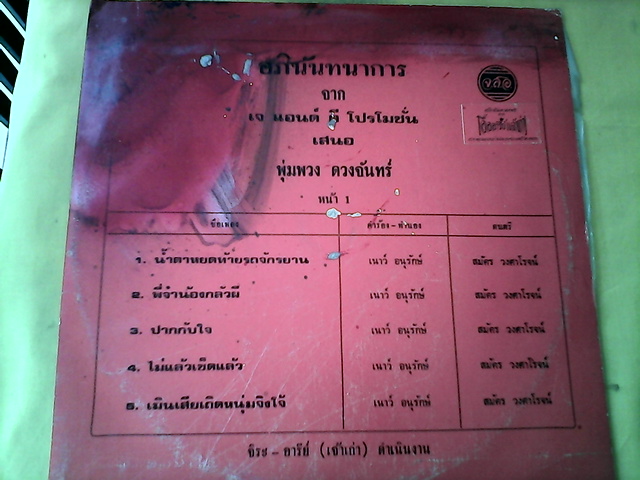 อภินันทนาการ
จาก
เจ แอนด์ พี โปรโมชั่น
จลอ
เสนอ
พุ่มพวง ดวงจันทร์
หน้า 1
ชื่อเพลง คำร้อง-ทำนอง ดนตรี
1. น้ำตาหยดท้ายรถจักรยาน เนาว์ อนุรักษ์ สมัคร วงศาโรจน์
2. พี่จ๋าน้องกลัวผี เนาว์ อนุรักษ์ สมัคร วงศาโรจน์
3. ปากกับใจ เนาว์ อนุรักษ์ สมัคร วงศาโรจน์
4. ไม่แล้วเข็ดแล้ว เนาว์ อนุรักษ์ สมัคร วงศาโรจน์
5. เมินเสียเถิดหนุ่มจิงโจ้ เนาว์ อนุรักษ์ สมัคร วงศาโรจน์
จิระ - อารีย์ (เช้าเก่า) ดำเนินงาน